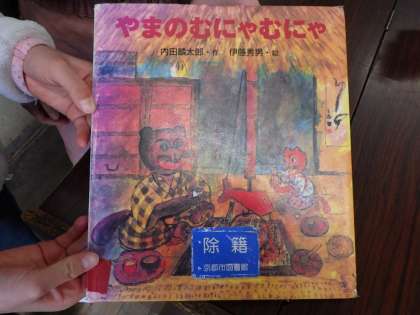 やまのむにゃむにゃ
内田麟太郎・作／伊藤秀男・絵
除籍
京都市図書館